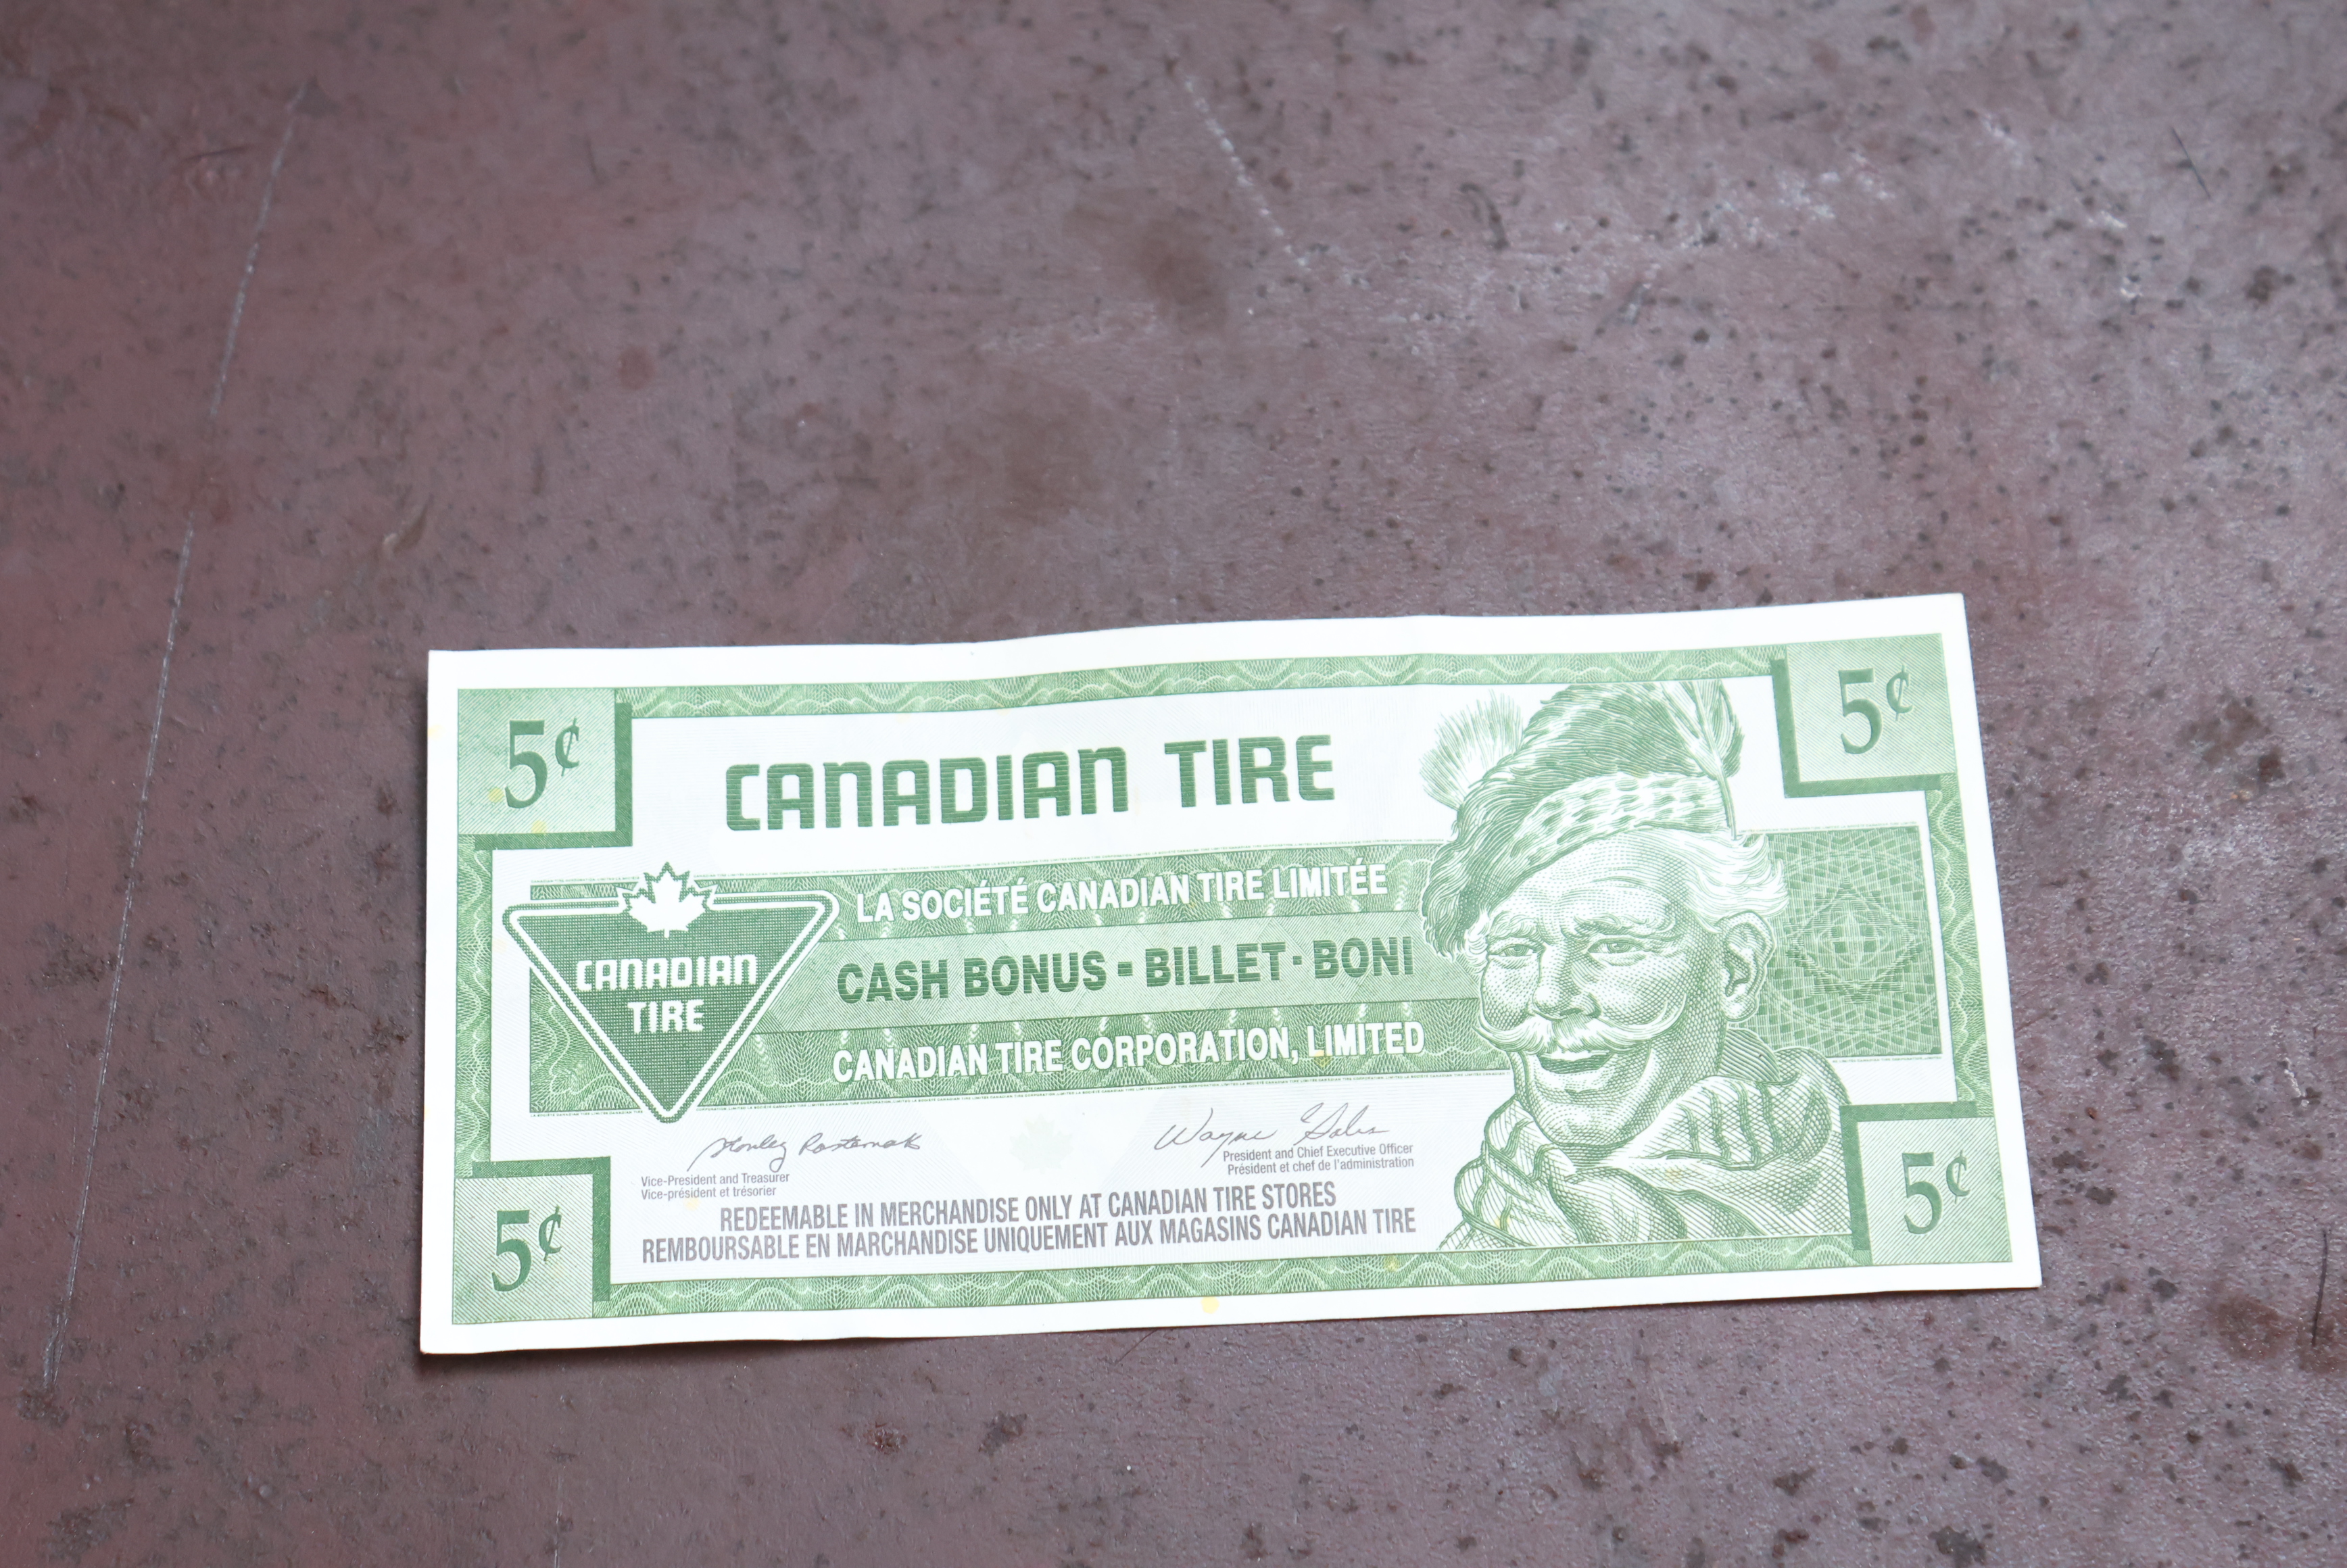 5¢
CANADIAN TIRE
5¢
LA SOCIÉTÉ CANADIAN TIRE LIMITÉE
CANADIAN
TIRE
CASH BONUS - BILLET · BONI
CANADIAN TIRE CORPORATION, LIMITED
Wayne Sales
Vice-President and Treasurer
Vice-président et trésorier
President and Chief Executive Officer
Président et chef de l'administration
5¢
REDEEMABLE IN MERCHANDISE ONLY AT CANADIAN TIRE STORES
REMBOURSABLE EN MARCHANDISE UNIQUEMENT AUX MAGASINS CANADIAN TIRE
5¢